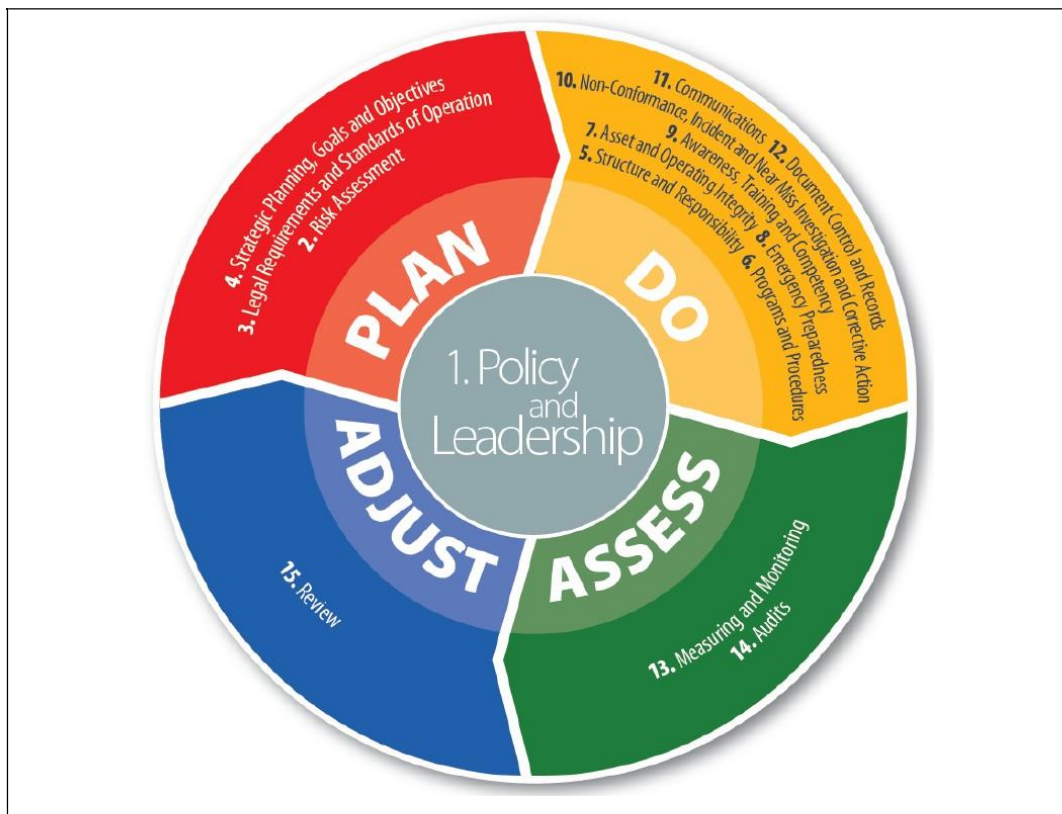 4. Strategic Planning, Goals and Objectives
3. Legal Requirements and Standards of Operation
2. Risk Assessment
PLAN
11. Communications
10. Non-Conformance, Incident and Near Miss Investigation and Corrective Action
12. Document Control and Records
9. Awareness, Training and Competency
7. Asset and Operating Integrity
8. Emergency Preparedness
5. Structure and Responsibility
6. Programs and Procedures
DO
1. Policy
and
Leadership
ADJUST
15. Review
ASSESS
13. Measuring and Monitoring
14. Audits